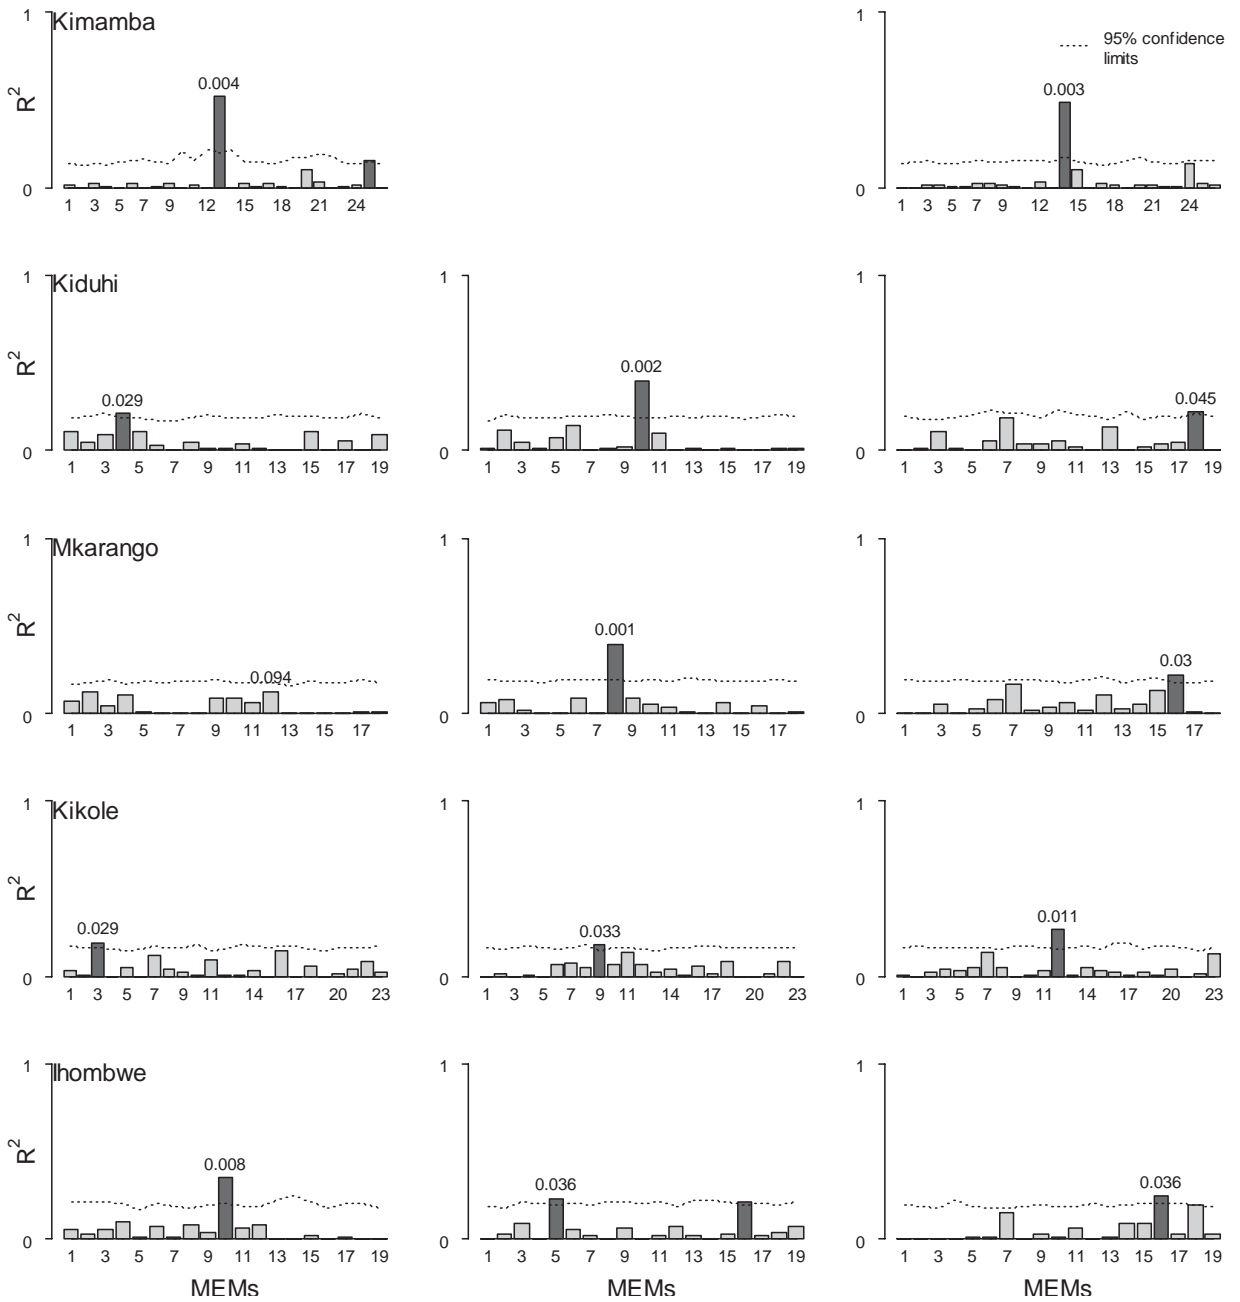 Kimamba
1
R2
0.004
0
1 3 5 7 9 12 15 18 21 24
1
95% confidence
limits
0.003
0
1 3 5 7 9 12 15 18 21 24
Kiduhi
1
R2
0.029
0
1 3 5 7 9 11 13 15 17 19
1
0.002
0
1 3 5 7 9 11 13 15 17 19
1
0.045
0
1 3 5 7 9 11 13 15 17 19
Mkarango
1
R2
0.094
0
1 3 5 7 9 11 13 15 17
1
0.001
0
1 3 5 7 9 11 13 15 17
1
0.03
0
1 3 5 7 9 11 13 15 17
Kikole
1
R2
0.029
0
1 3 5 7 9 11 14 17 20 23
1
0.033
0
1 3 5 7 9 11 14 17 20 23
1
0.011
0
1 3 5 7 9 11 14 17 20 23
Ihombwe
1
R2
0.008
0
1 3 5 7 9 11 13 15 17 19
MEMs
1
0.036
0
1 3 5 7 9 11 13 15 17 19
MEMs
1
0.036
0
1 3 5 7 9 11 13 15 17 19
MEMs